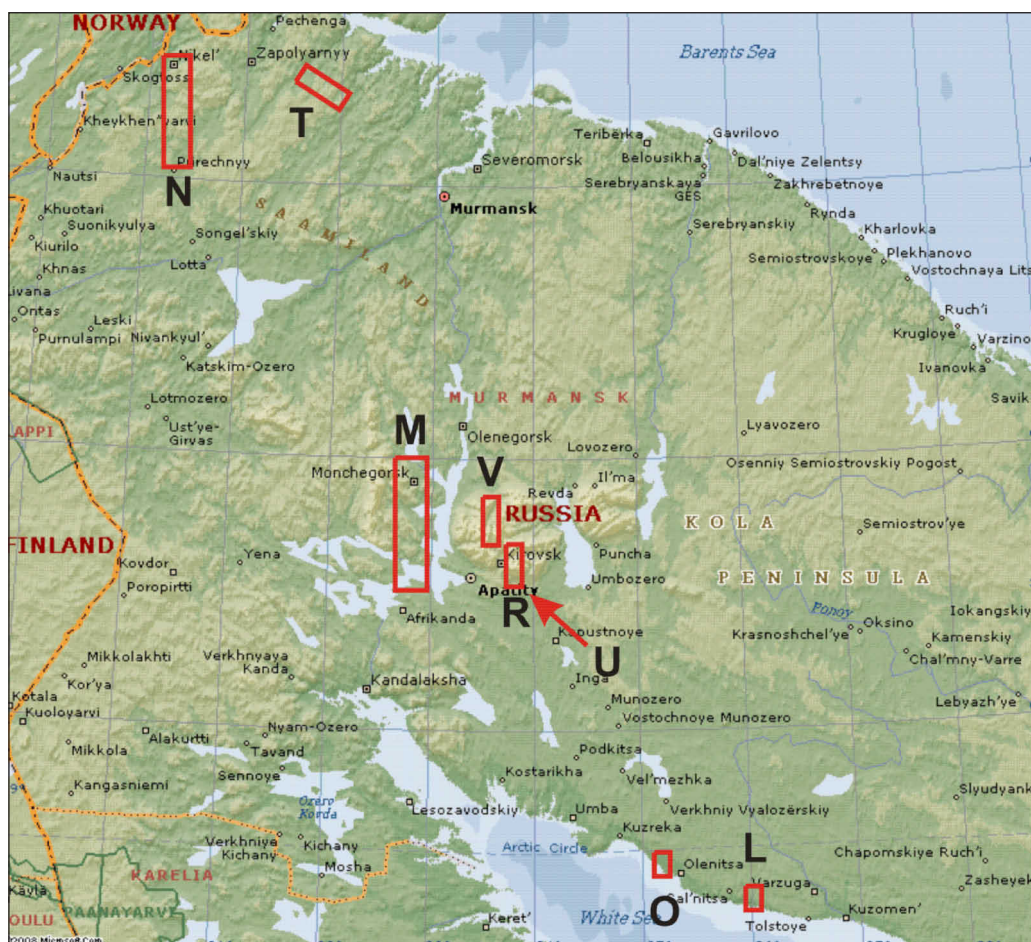 NORWAY
Pechenga
Nikel'
Zapolyarnyy
Barents Sea
Skogfoss
T
Kheykhen"yarvi
Teriberka
Gavrilovo
Purechnyy
Severomorsk
Belousikha
Dal'niye Zelentsy
Nautsi
N
Serebryanskaya
GES
Zakhrebetnoye
Murmansk
Rynda
Khuotari
Suonikyulya
SAAMILAND
Serebryanskiy
Kharlovka
Kiurilo
Songel'skiy
Plekhanovo
Semiostrovskoye
Khnas
Lotta
Vostochnaya Lits
Livana
Ontas
Leski
Ruch'i
Purnulampi
Nivankyul'
Krugloye
Varzino
Katskim-Ozero
Ivanovka
MURMANSK
Savik
Lotmozero
LAPPI
Ust'ye-
Girvas
M
Olenegorsk
Lyavozero
Lovozero
Monchegorsk
V
Osenniy Semiostrovskiy Pogost
Revda
Il'ma
RUSSIA
KOLA
Semiostrov'ye
FINLAND
Yena
Kirovsk
Puncha
Kovdor
PENINSULA
Poropirtti
Apatity
Umbozero
Afrikanda
R
Ponoy
Iokangskiy
Kapustnoye
Krasnoshchel'ye
Oksino
Kamenskiy
U
Mikkolakhti
Verkhnyaya
Kanda
Chal'mny-Varre
Kor'ya
Kandalaksha
Inga
Kotala
Lebyazh'ye
Kuoloyarvi
Munozero
Alakurtti
Nyam-Ozero
Vostochnoye Munozero
Mikkola
Tavand
Podkitsa
Sennoye
Kostarikha
Vel'mezhka
Kangasniemi
Slyudyank
Lesozavodskiy
Umba
Verkhniy Vyalozërskiy
Verkhniye
Kichany
Kichany
Kuzreka
Arctic Circle
L
Mosha
Olenitsa
Chapomskiye Ruch'i
KARELIA
Sal'nitsa
Varzuga
Zasheyek
Käylä
PAANAYARVI
OULU
Keret'
White Sea
O
Tolstoye
Kuzomen'